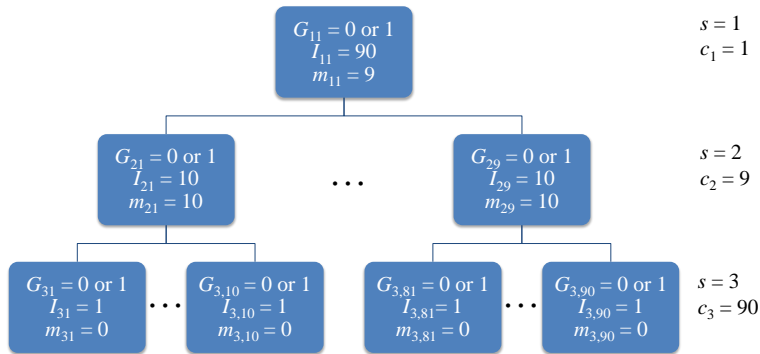 G₁₁ = 0 or 1
I₁₁ = 90
m₁₁ = 9
s = 1
c₁ = 1
G₂₁ = 0 or 1
I₂₁ = 10
m₂₁ = 10
...
G₂₉ = 0 or 1
I₂₉ = 10
m₂₉ = 10
s = 2
c₂ = 9
G₃₁ = 0 or 1
I₃₁ = 1
m₃₁ = 0
...
G₃,₁₀ = 0 or 1
I₃,₁₀ = 1
m₃,₁₀ = 0
G₃,₈₁ = 0 or 1
I₃,₈₁= 1
m₃,₈₁ = 0
...
G₃,₉₀ = 0 or 1
I₃,₉₀ = 1
m₃,₉₀ = 0
s = 3
c₃ = 90